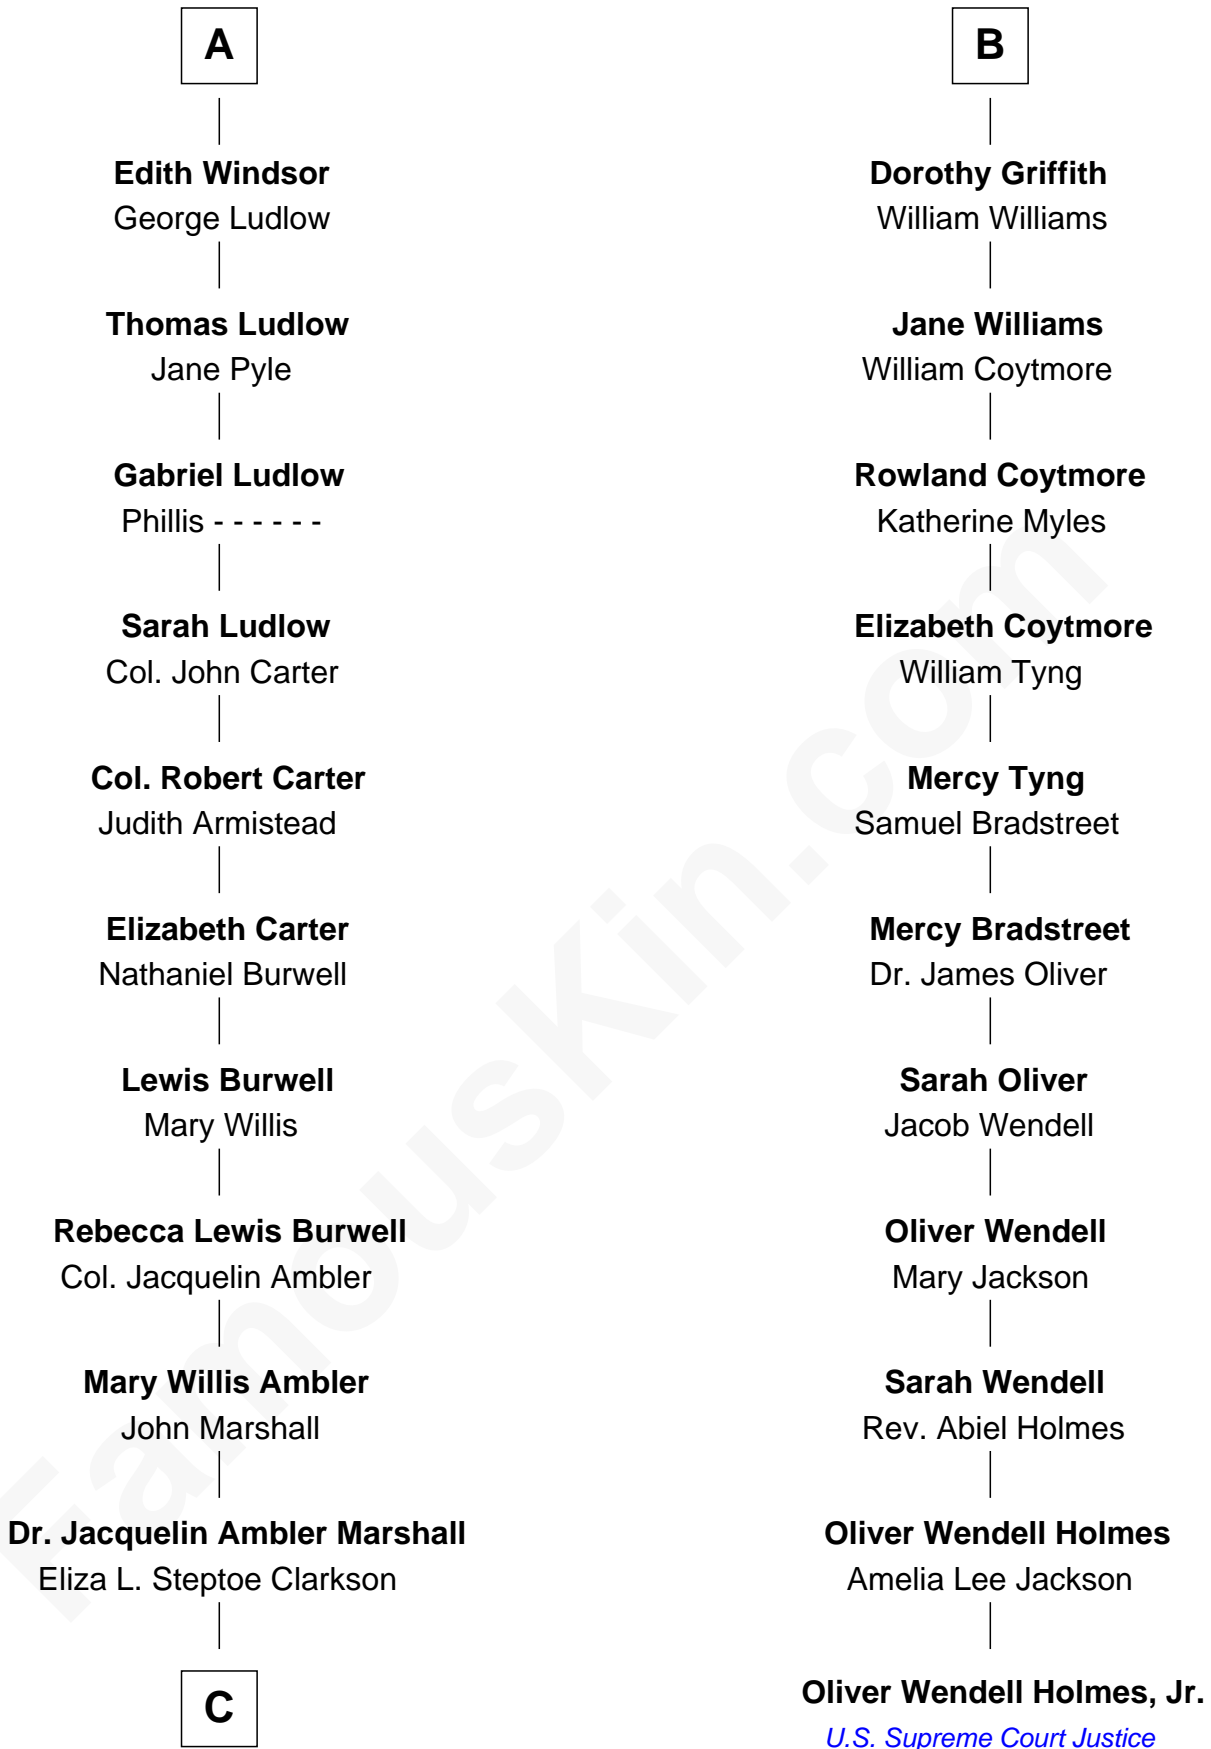 A
Edith Windsor
George Ludlow
Thomas Ludlow
Jane Pyle
Gabriel Ludlow
Phillis - - - - - -
Sarah Ludlow
Col. John Carter
Col. Robert Carter
Judith Armistead
Elizabeth Carter
Nathaniel Burwell
Lewis Burwell
Mary Willis
Rebecca Lewis Burwell
Col. Jacquelin Ambler
Mary Willis Ambler
John Marshall
Dr. Jacquelin Ambler Marshall
Eliza L. Steptoe Clarkson
C
B
Dorothy Griffith
William Williams
Jane Williams
William Coytmore
Rowland Coytmore
Katherine Myles
Elizabeth Coytmore
William Tyng
Mercy Tyng
Samuel Bradstreet
Mercy Bradstreet
Dr. James Oliver
Sarah Oliver
Jacob Wendell
Oliver Wendell
Mary Jackson
Sarah Wendell
Rev. Abiel Holmes
Oliver Wendell Holmes
Amelia Lee Jackson
Oliver Wendell Holmes, Jr.
U.S. Supreme Court Justice
FamousKin.com